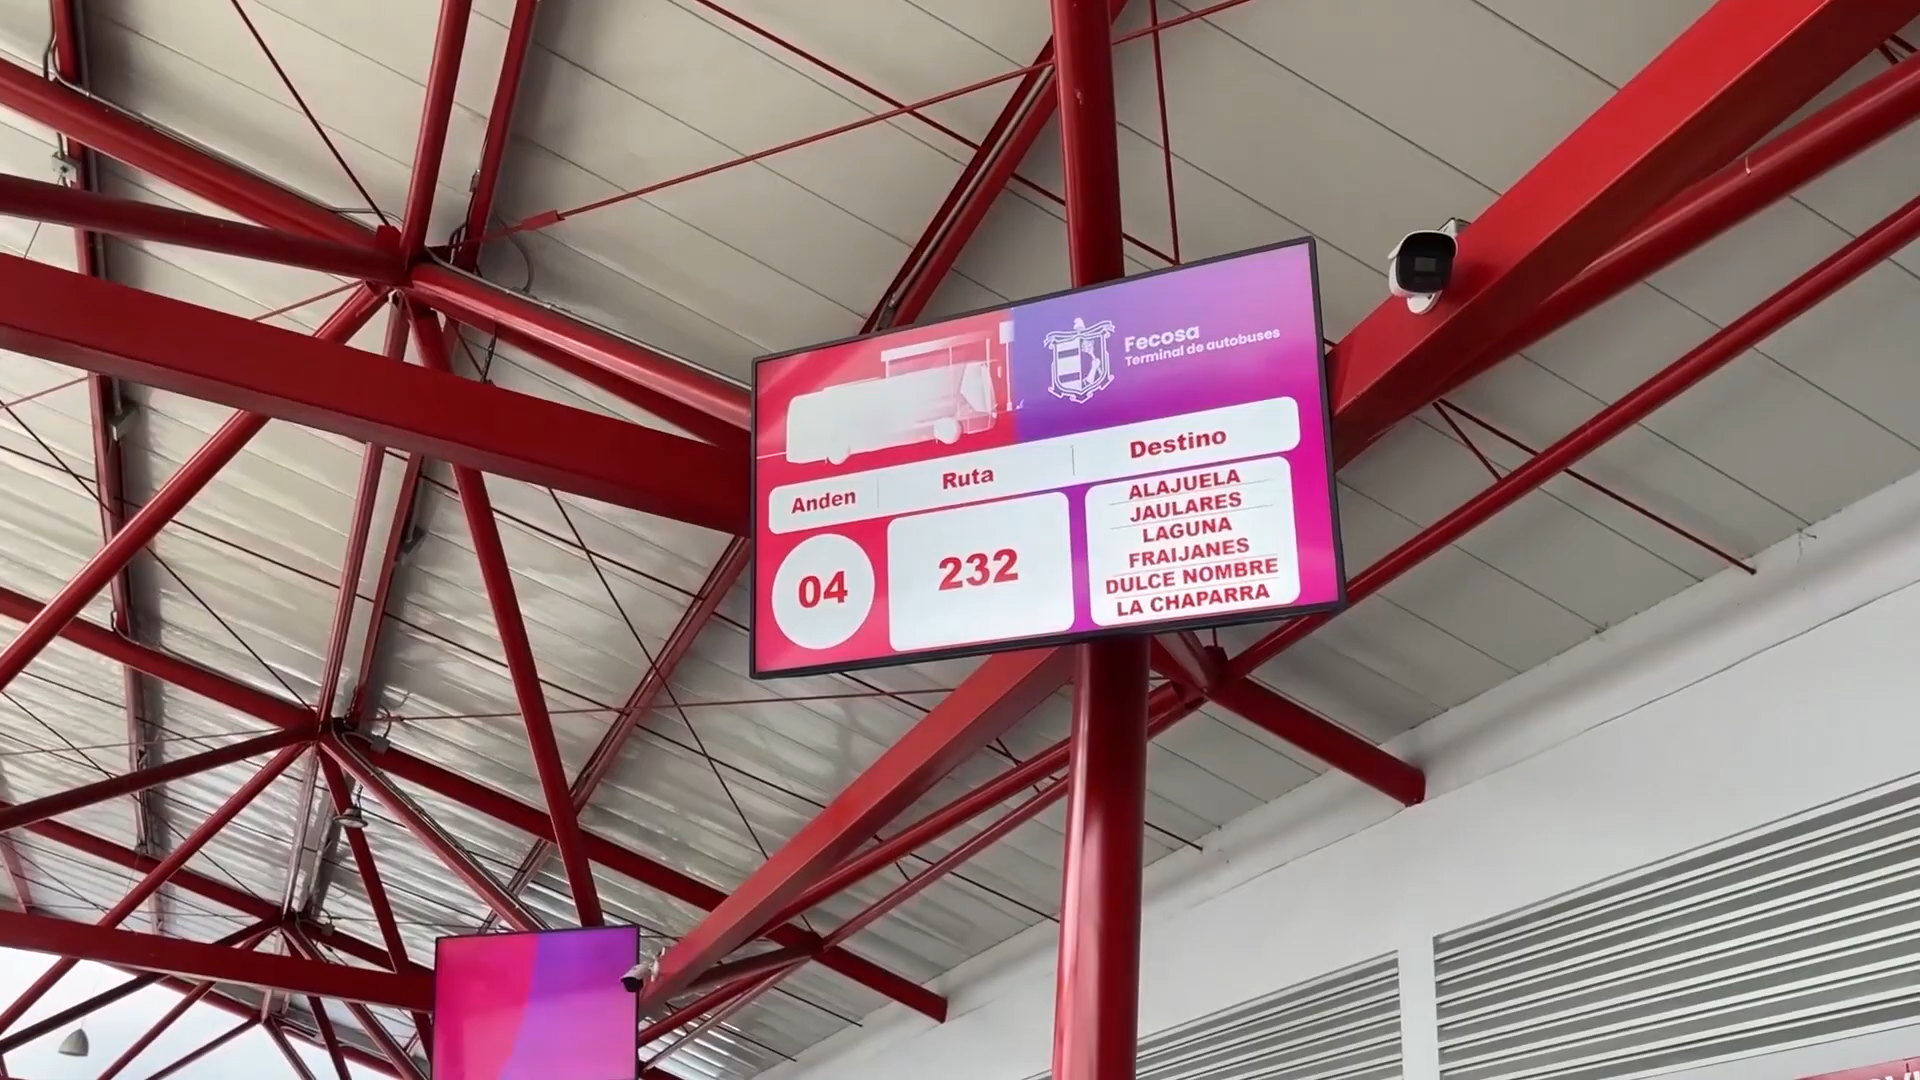 Fecosa
Terminal de autobuses
Anden
Ruta
Destino
04
232
ALAJUELA
JAULARES
LAGUNA
FRAIJANES
DULCE NOMBRE
LA CHAPARRA